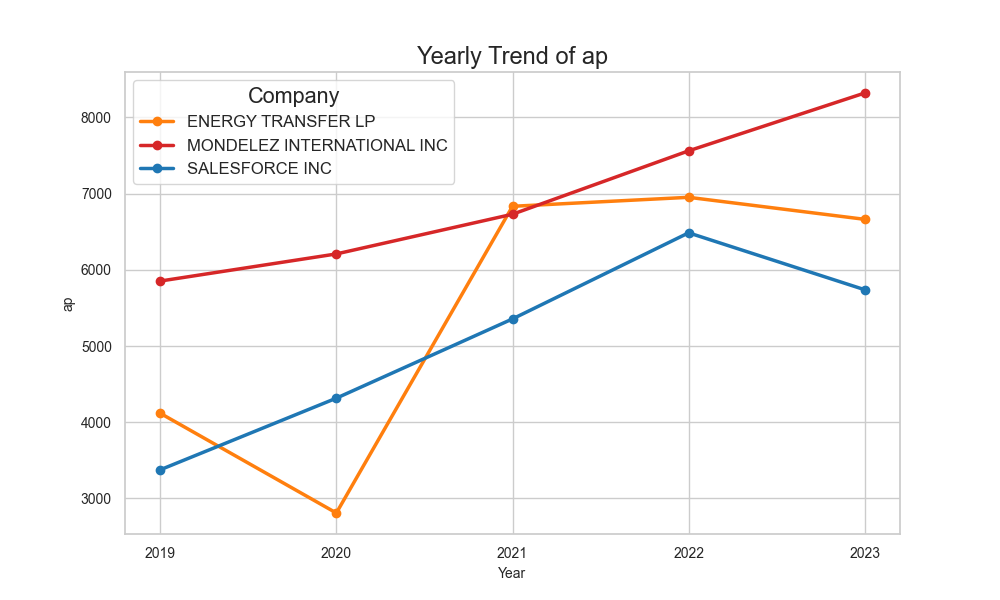 Yearly Trend of ap
Company
ENERGY TRANSFER LP
MONDELEZ INTERNATIONAL INC
SALESFORCE INC
8000
7000
6000
5000
4000
3000
ap
2019 2020 2021 2022 2023
Year